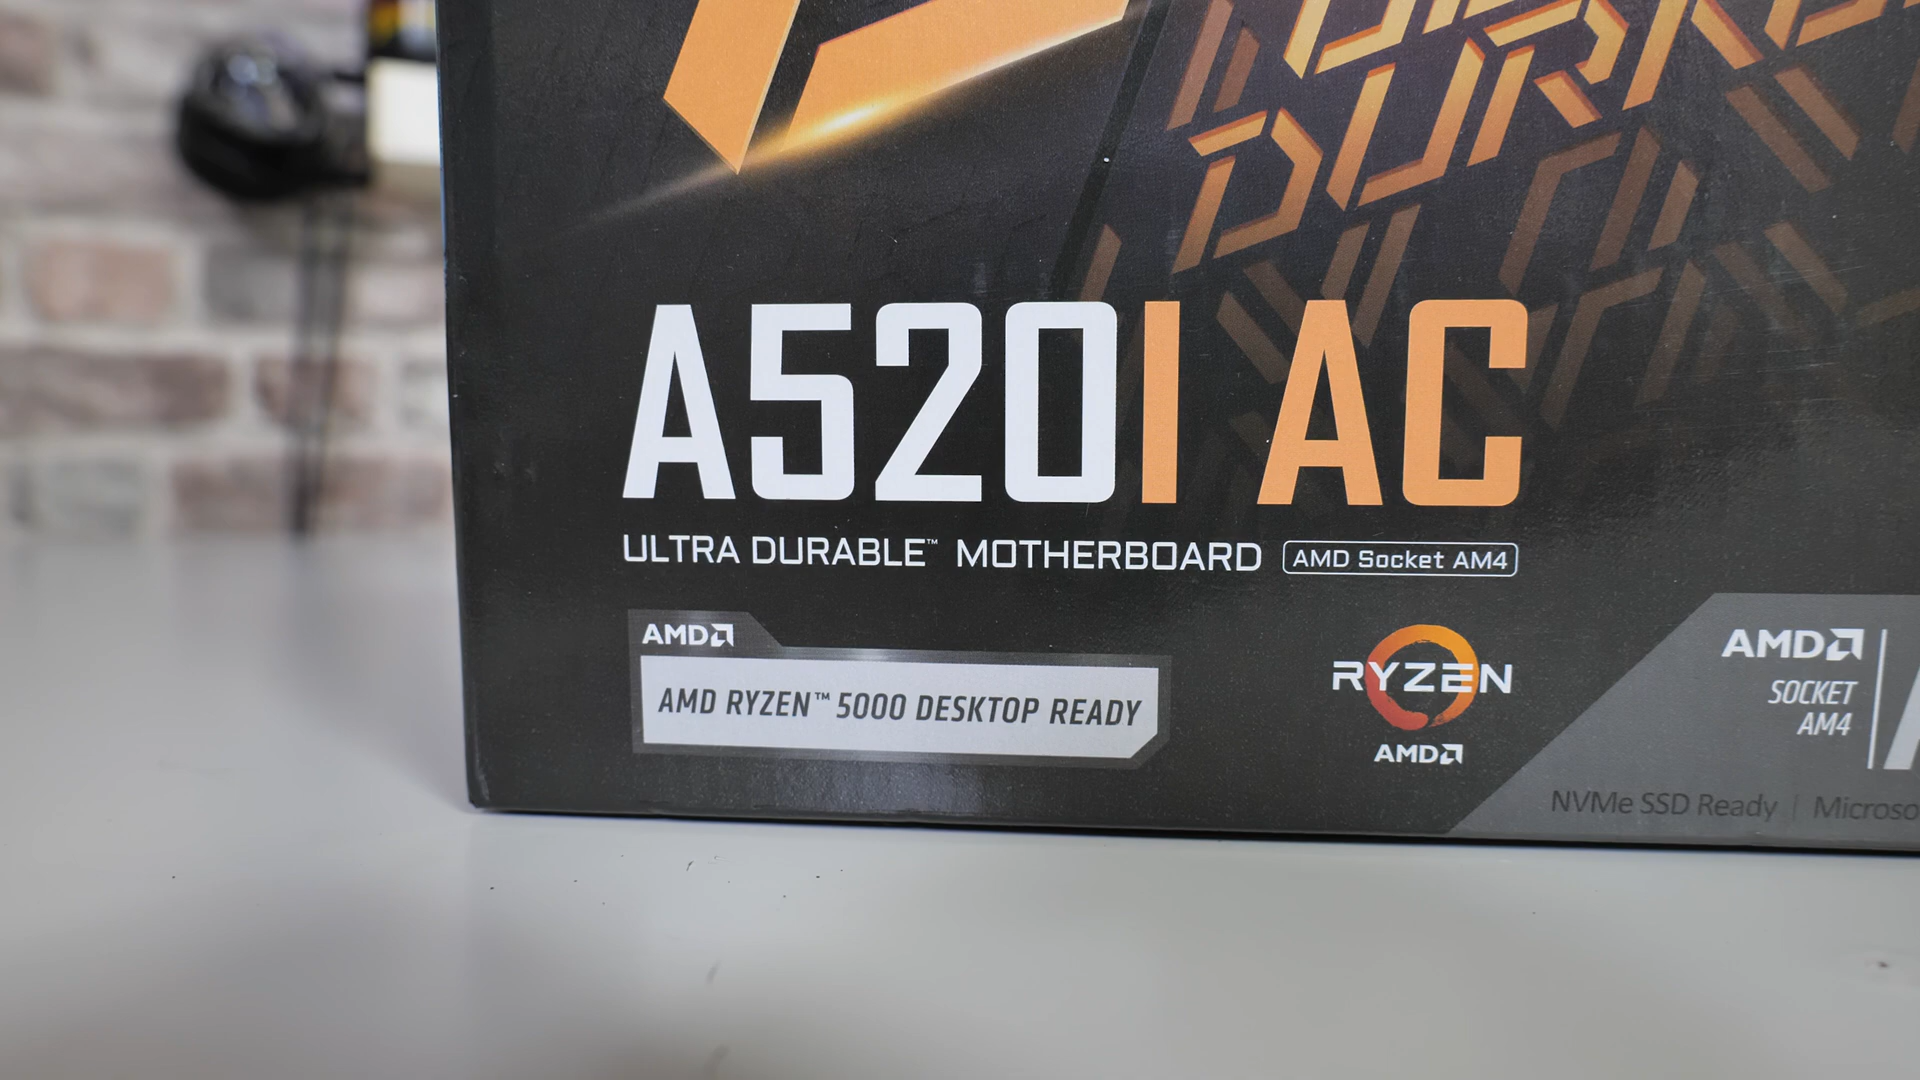 DUR
A520I AC
ULTRA DURABLE™ MOTHERBOARD AMD Socket AM4
AMD
AMD RYZEN™ 5000 DESKTOP READY
RYZEN
AMD
AMD
SOCKET
AM4
NVMe SSD Ready |